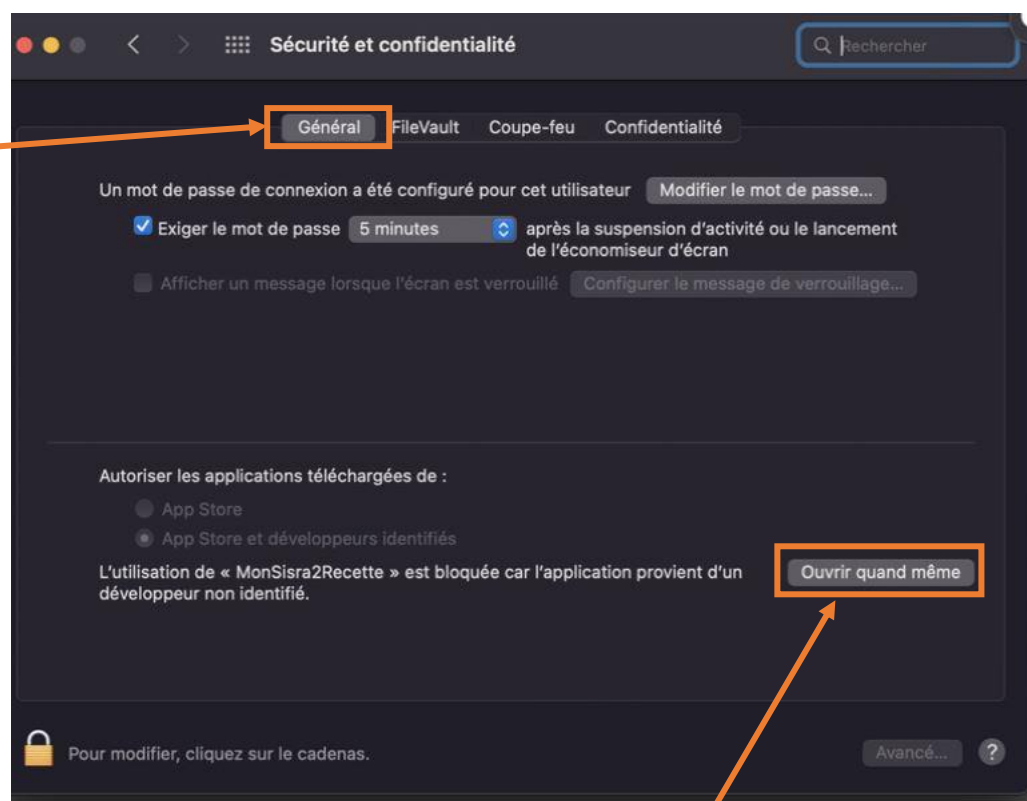 Sécurité et confidentialité
Rechercher
Général FileVault Coupe-feu Confidentialité
Un mot de passe de connexion a été configuré pour cet utilisateur Modifier le mot de passe...
Exiger le mot de passe 5 minutes après la suspension d'activité ou le lancement
de l'économiseur d'écran
Afficher un message lorsque l'écran est verrouillé Configurer le message de verrouillage...
Autoriser les applications téléchargées de :
App Store
App Store et développeurs identifiés
L'utilisation de « MonSisra2Recette » est bloquée car l'application provient d'un
développeur non identifié.
Ouvrir quand même
Pour modifier, cliquez sur le cadenas.
Avancé... ?